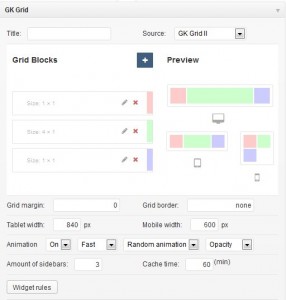 GK Grid
Title: Source: GK Grid II
Grid Blocks + Preview
Size: 1 × 1
Size: 4 × 1
Size: 1 × 1
Grid margin: 0 Grid border: none
Tablet width: 840 px Mobile width: 600 px
Animation On Fast Random animation Opacity
Amount of sidebars: 3 Cache time: 60 (min)
Widget rules